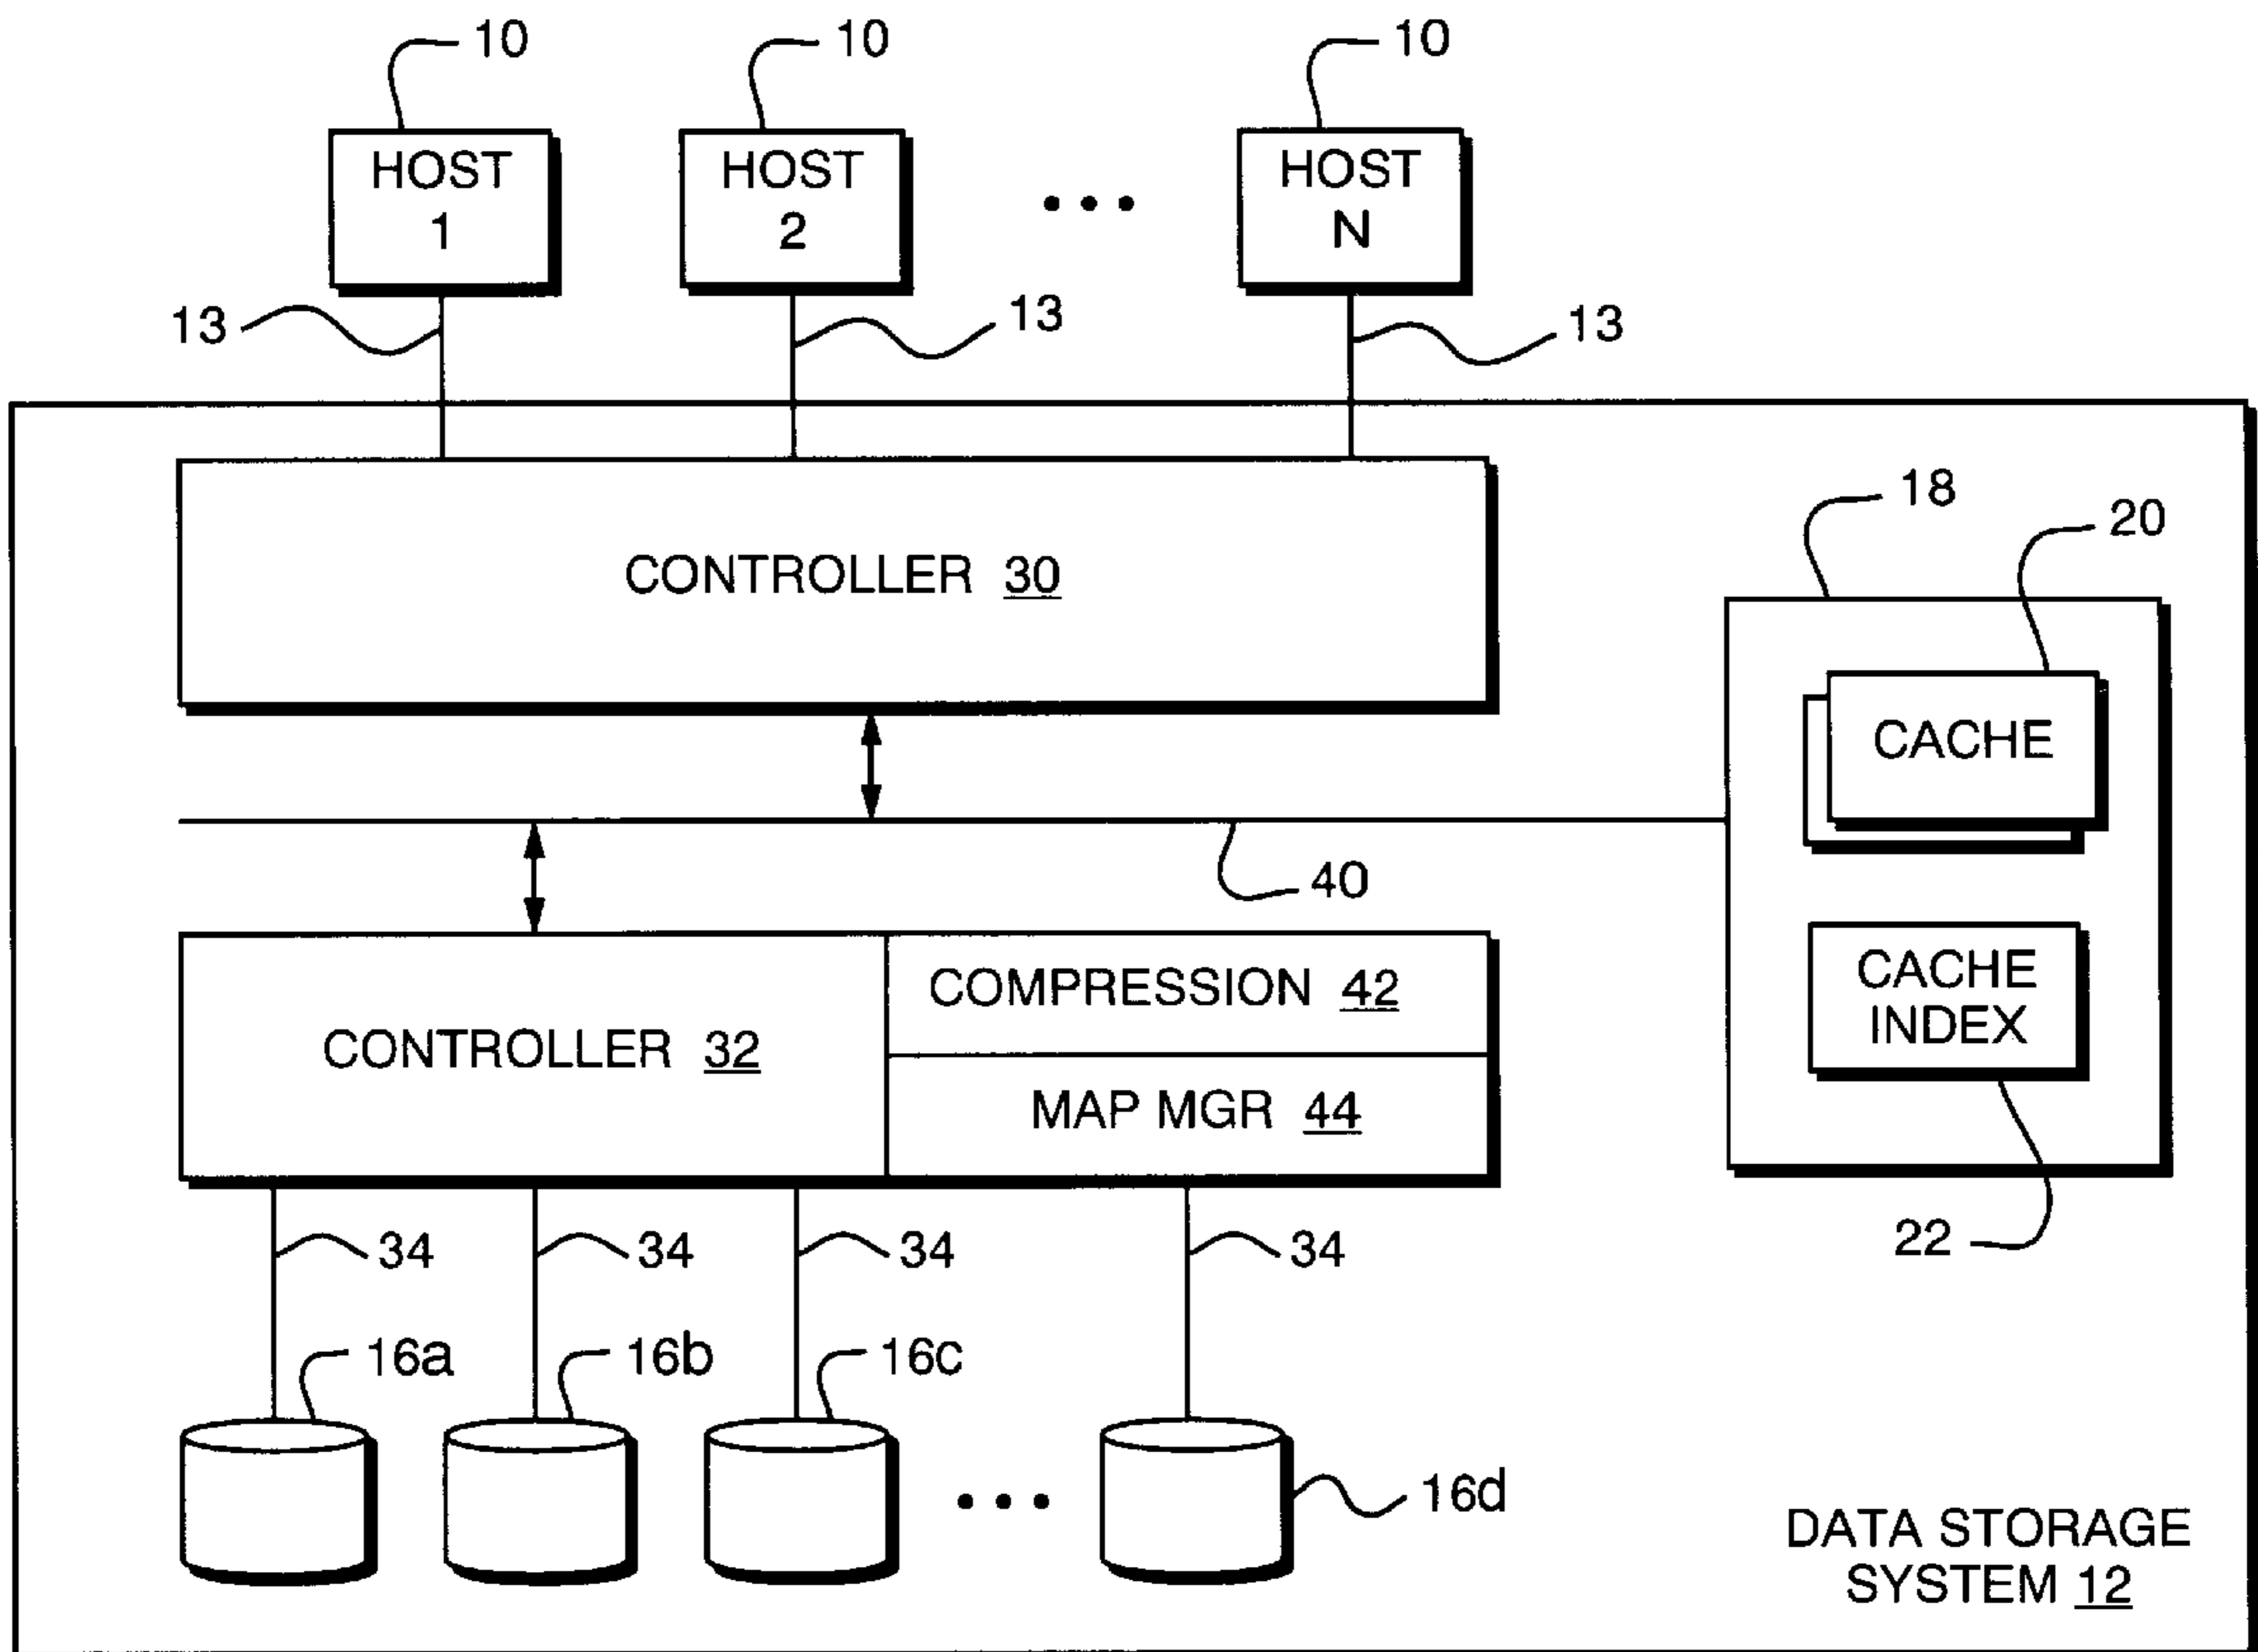 10 10 10
HOST HOST HOST
1 2 N
13 13 13
18
20
CONTROLLER 30
CACHE
40
COMPRESSION 42
CACHE
INDEX
CONTROLLER 32
MAP MGR 44
34 34 34 34
22
16a 16b 16c
16d
DATA STORAGE
SYSTEM 12